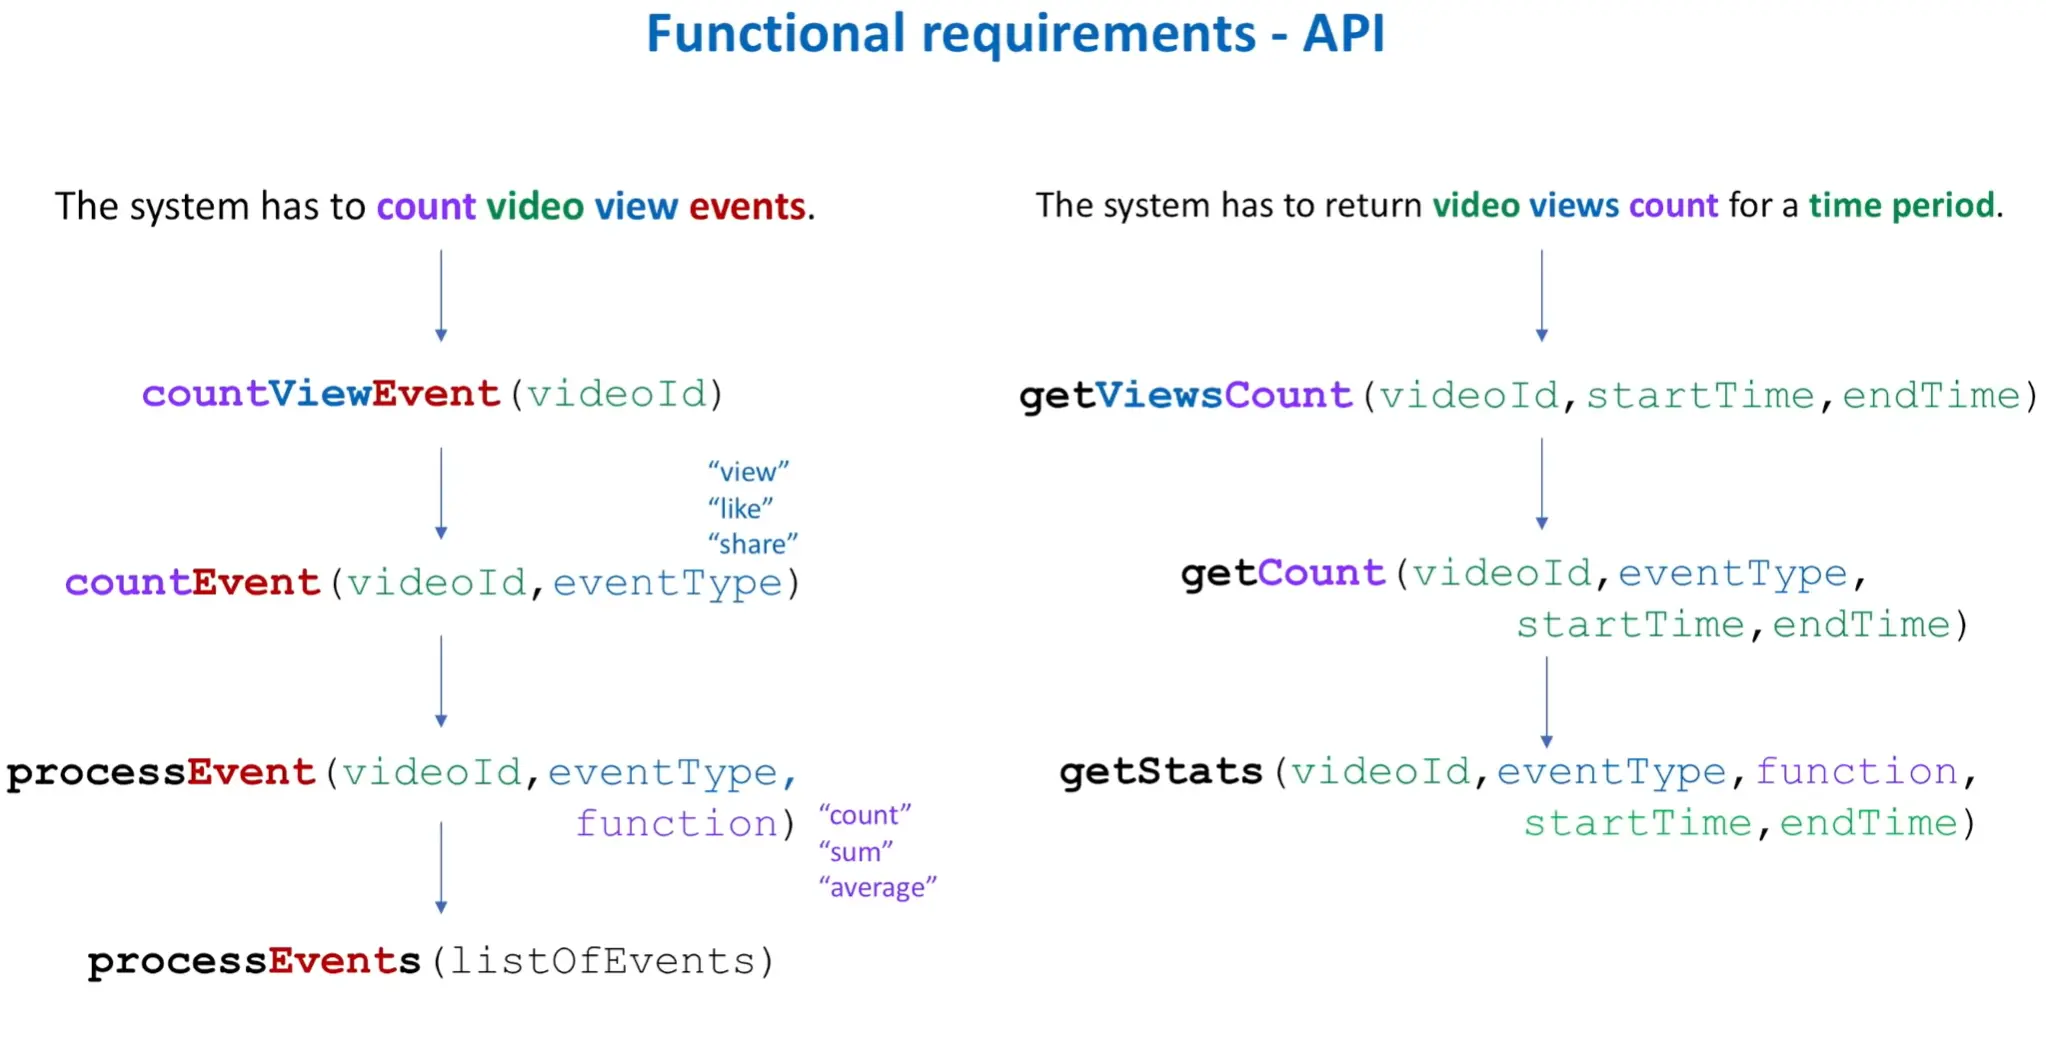 Functional requirements - API
The system has to count video view events.
countViewEvent(videoId)
“view”
“like”
“share”
countEvent(videoId,eventType)
processEvent(videoId,eventType,
function)
“count”
“sum”
“average”
processEvents(listOfEvents)
The system has to return video views count for a time period.
getViewsCount(videoId,startTime,endTime)
getCount(videoId,eventType,
startTime,endTime)
getStats(videoId,eventType,function,
startTime,endTime)